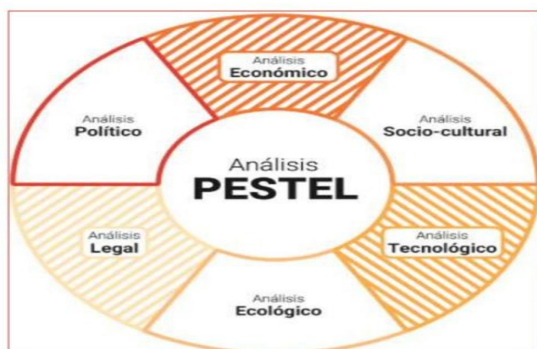 Análisis
Económico
Análisis
Político
Análisis
Socio-cultural
Análisis
PESTEL
Análisis
Legal
Análisis
Tecnológico
Análisis
Ecológico